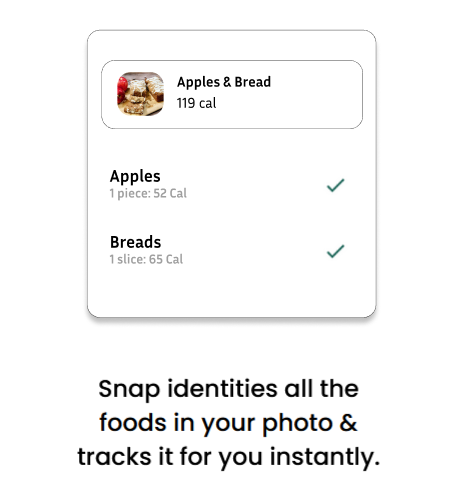 Apples & Bread
119 cal
Apples
1 piece: 52 Cal
Breads
1 slice: 65 Cal
Snap identities all the
foods in your photo &
tracks it for you instantly.